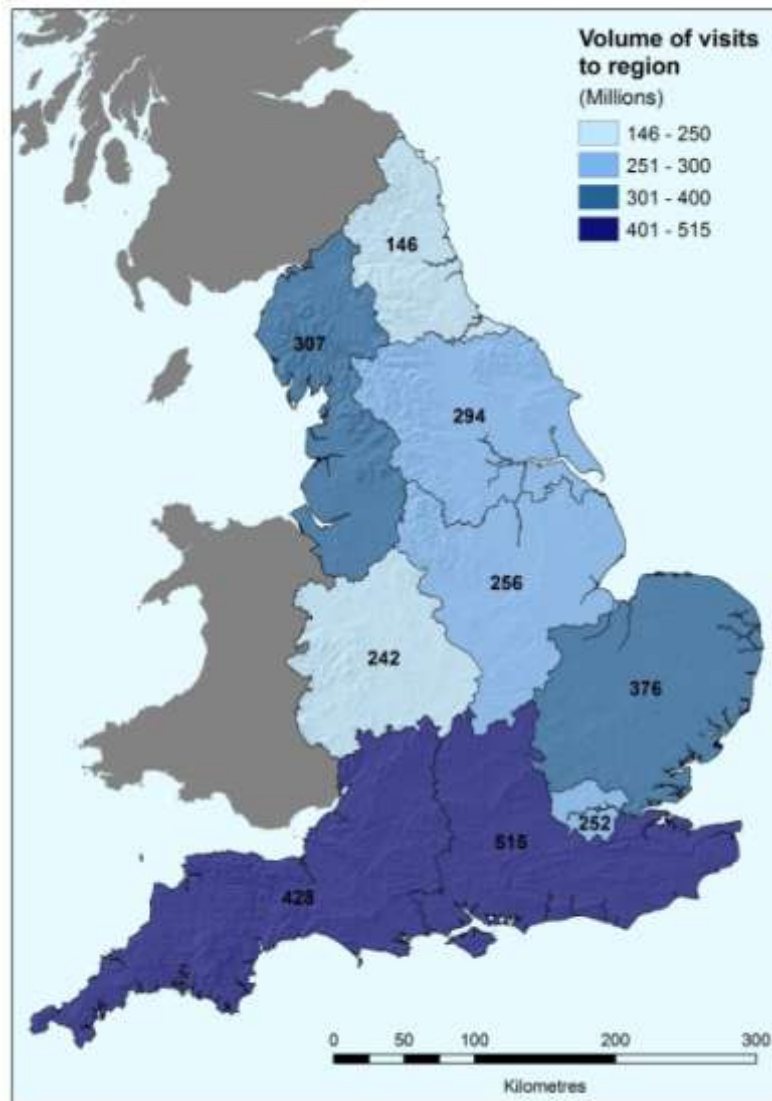 Volume of visits
to region
(Millions)
146 - 250
251 - 300
301 - 400
401 - 515
146
307
294
256
242
376
252
515
428
0 50 100 200 300
Kilometres